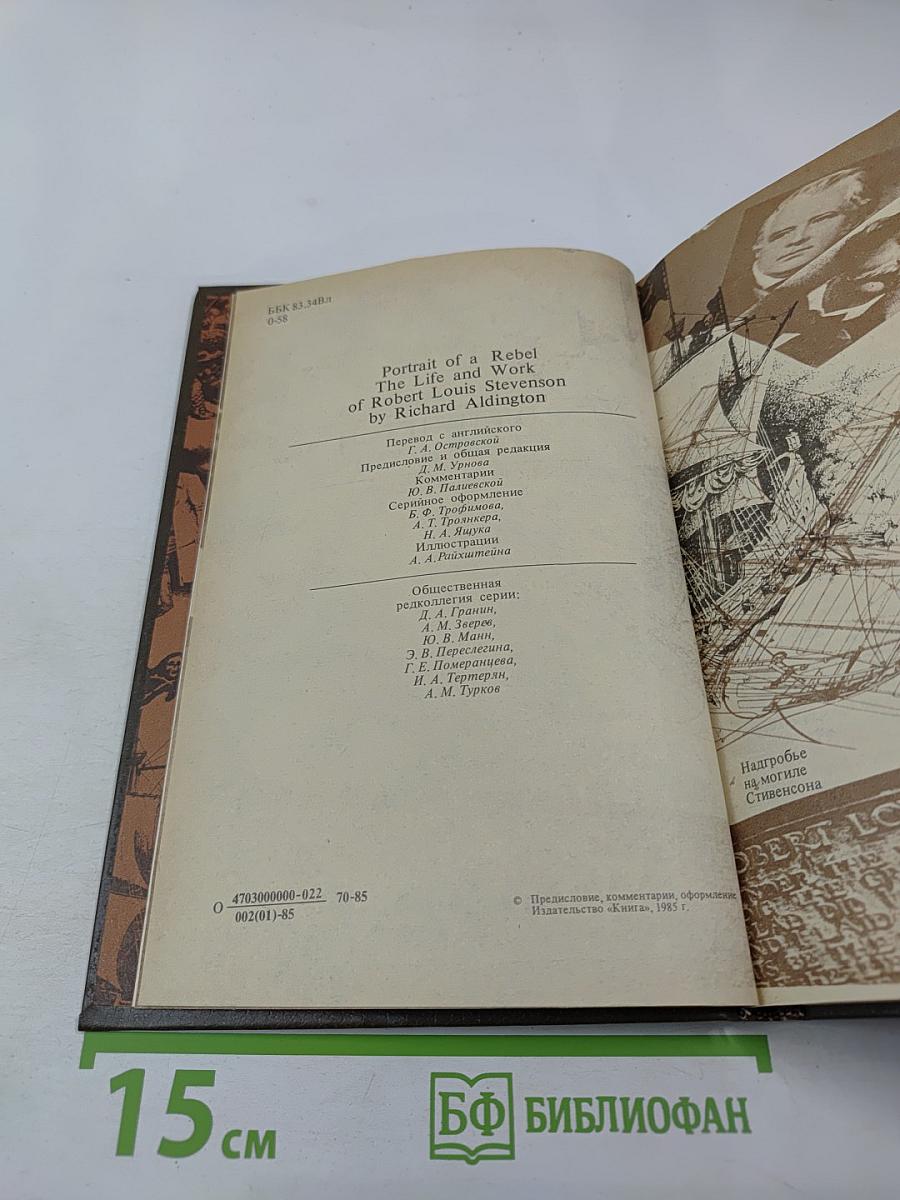 ББК 83.34Вл
О-58
Portrait of a Rebel
The Life and Work
of Robert Louis Stevenson
by Richard Aldington
Перевод с английского
Г. А. Островской
Предисловие и общая редакция
Д. М. Урнова
Комментарии
Ю. В. Палиевской
Серийное оформление
Б. Ф. Трофимова,
А. Т. Троянкера,
Н. А. Ящука
Иллюстрации
А. А. Райхштейна
Общественная
редколлегия серии:
Д. А. Гранин,
А. М. Зверев,
Ю. В. Манн,
Э. В. Переслегина,
Г. Е. Померанцева,
И. А. Тертерян,
А. М. Турков
О 4703000000-022 70-85
002(01)-85
© Предисловие, комментарии, оформление
Издательство «Книга», 1985 г.
Надгробье
на могиле
Стивенсона
15 см
БФ БИБЛИОФАН